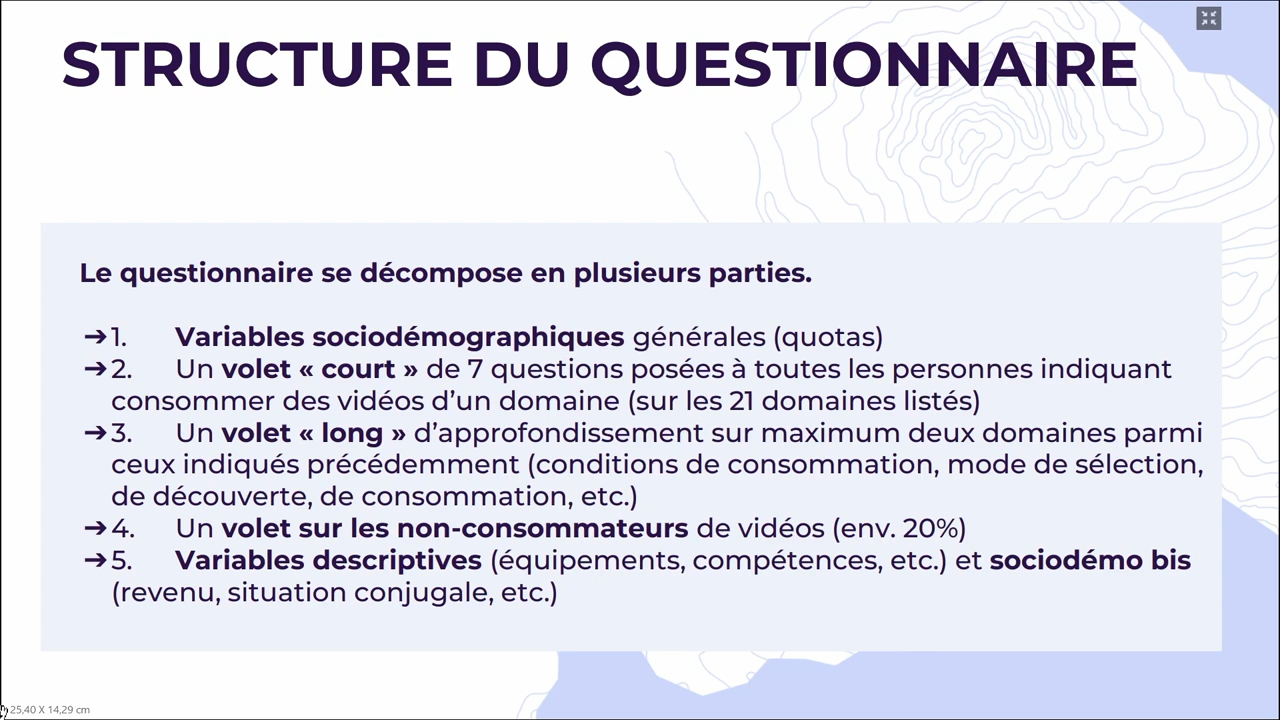 STRUCTURE DU QUESTIONNAIRE
Le questionnaire se décompose en plusieurs parties.
➔1. Variables sociodémographiques générales (quotas)
➔2. Un volet « court » de 7 questions posées à toutes les personnes indiquant
consommer des vidéos d’un domaine (sur les 21 domaines listés)
➔3. Un volet « long » d’approfondissement sur maximum deux domaines parmi
ceux indiqués précédemment (conditions de consommation, mode de sélection,
de découverte, de consommation, etc.)
➔4. Un volet sur les non-consommateurs de vidéos (env. 20%)
➔5. Variables descriptives (équipements, compétences, etc.) et sociodémo bis
(revenu, situation conjugale, etc.)
25,40 X 14,29 cm